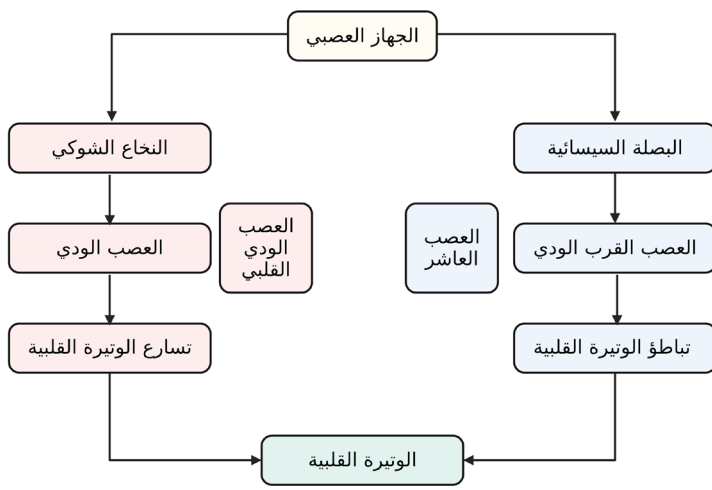 الجهاز العصبي
البصلة السيسائية
النخاع الشوكي
العصب القرب الودي
العصب
العاشر
العصب
الودي
القلبي
العصب الودي
تباطؤ الوتيرة القلبية
تسارع الوتيرة القلبية
الوتيرة القلبية